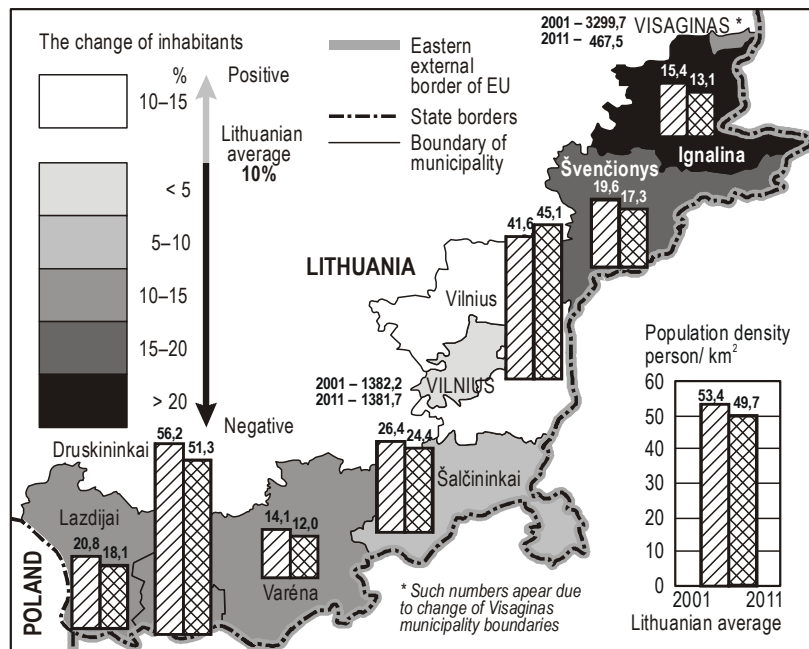 The change of inhabitants
%
10–15
< 5
5–10
10–15
15–20
> 20
Positive
Lithuanian
average
10%
Negative
Eastern
external
border of EU
State borders
Boundary of
municipality
2001 – 3299,7
2011 – 467,5
VISAGINAS *
15,4
13,1
Ignalina
Švenčionys
19,6
17,3
41,6
45,1
LITHUANIA
Vilnius
2001 – 1382,2
2011 – 1381,7
VILNIUS
26,4
24,4
Šalčininkai
Druskininkai
56,2
51,3
Lazdijai
20,8
18,1
14,1
12,0
Varéna
POLAND
* Such numbers apear due
to change of Visaginas
municipality boundaries
Population density
person/ km²
60
50
40
30
20
10
0
53,4
49,7
2001 2011
Lithuanian average